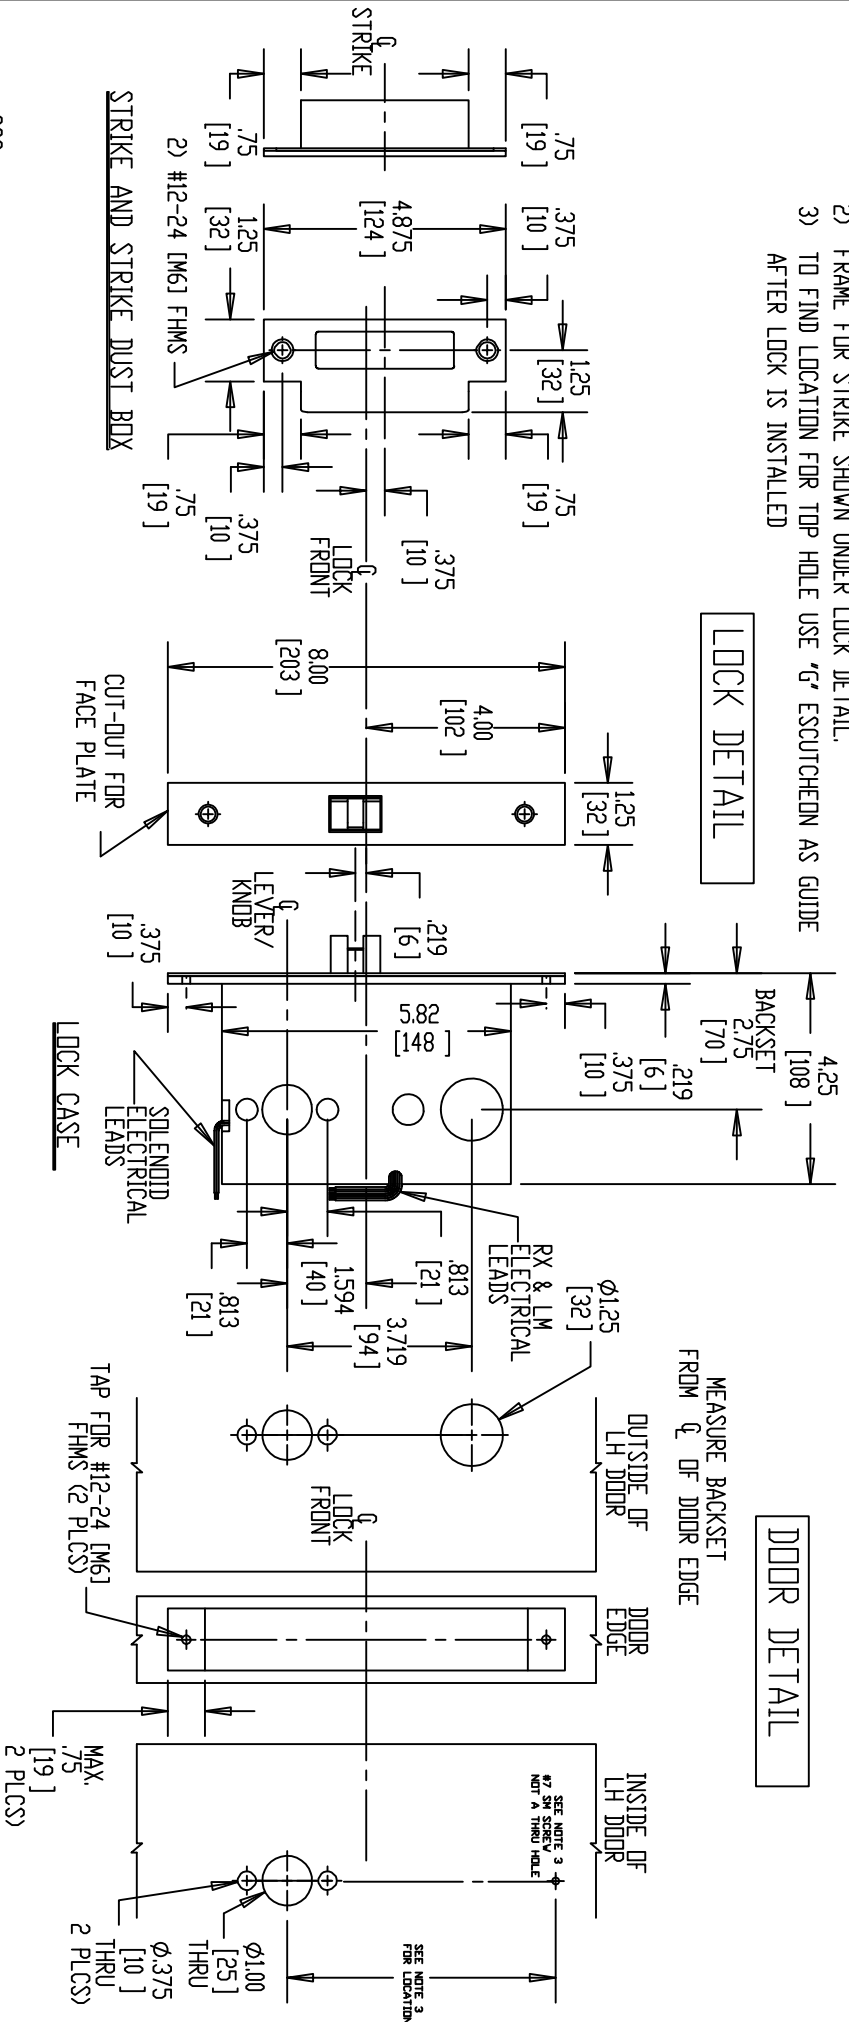 2) FRAME FOR STRIKE SHOWN UNDER LOCK DETAIL.
3) TO FIND LOCATION FOR TOP HOLE USE "G" ESCUTCHEON AS GUIDE
AFTER LOCK IS INSTALLED
LOCK DETAIL
DOOR DETAIL
℄
STRIKE
.75
[19 ]
.75
[19 ]
STRIKE AND STRIKE DUST BOX
2) #12-24 [M6] FHMS
1.25
[32 ]
4.875
[124 ]
.375
[10 ]
1.25
[32 ]
.75
[19 ]
.375
[10 ]
.75
[19 ]
.375
[10 ]
℄
LOCK
FRONT
8.00
[203 ]
4.00
[102 ]
1.25
[32 ]
CUT-OUT FOR
FACE PLATE
.219
[6 ]
℄
LEVER/
KNOB
.375
[10 ]
4.25
[108 ]
BACKSET
2.75
[70 ]
.219
[6 ]
.375
[10 ]
5.82
[148 ]
LOCK CASE
SOLENOID
ELECTRICAL
LEADS
RX & LM
ELECTRICAL
LEADS
.813
[21 ]
1.594
[40 ]
.813
[21 ]
3.719
[94 ]
Ø1.25
[32 ]
MEASURE BACKSET
FROM ℄ OF DOOR EDGE
OUTSIDE OF
LH DOOR
℄
LOCK
FRONT
TAP FOR #12-24 [M6]
FHMS (2 PLCS)
DOOR
EDGE
MAX.
.75
[19 ]
2 PLCS)
INSIDE OF
LH DOOR
SEE NOTE 3
#7 SM SCREW
NOT A THRU HOLE
SEE NOTE 3
FOR LOCATION
Ø1.00
[25 ]
THRU
Ø.375
[10 ]
THRU
2 PLCS)